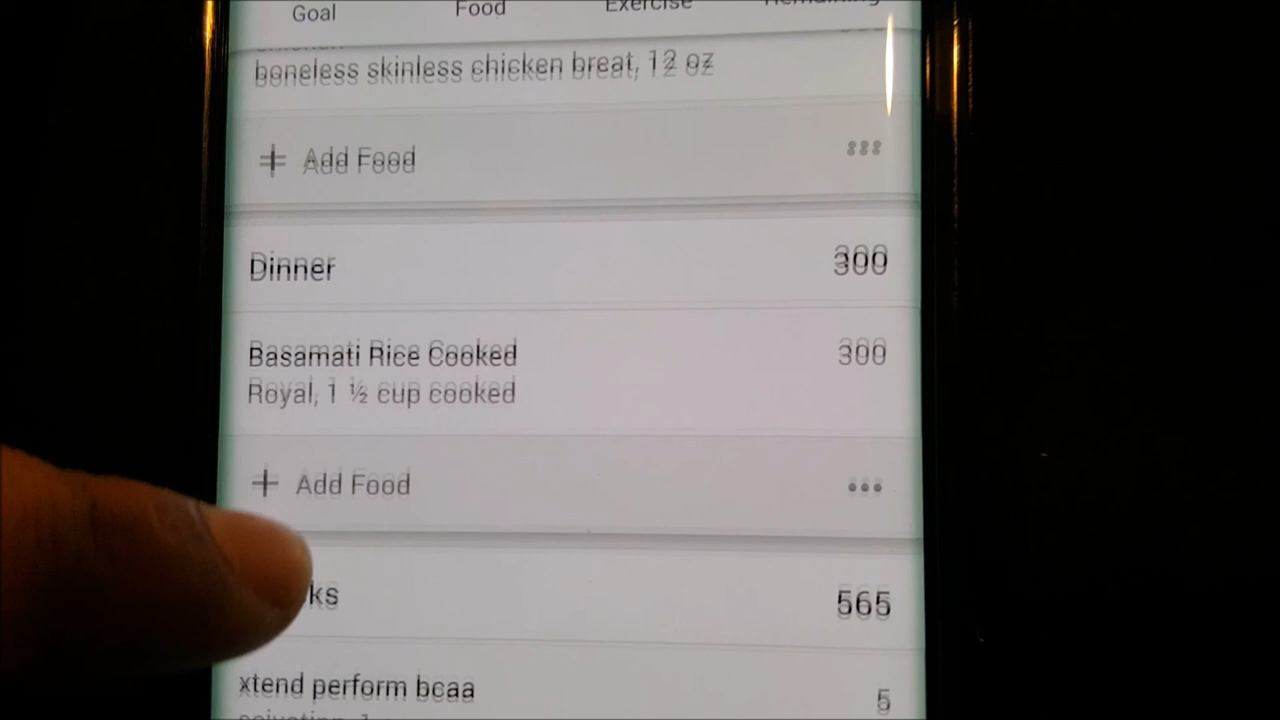 Goal Food Exercise Remaining
boneless skinless chicken breat, 12 oz
+ Add Food
Dinner 300
Basamati Rice Cooked 300
Royal, 1 ½ cup cooked
+ Add Food
ks 565
xtend perform bcaa 5